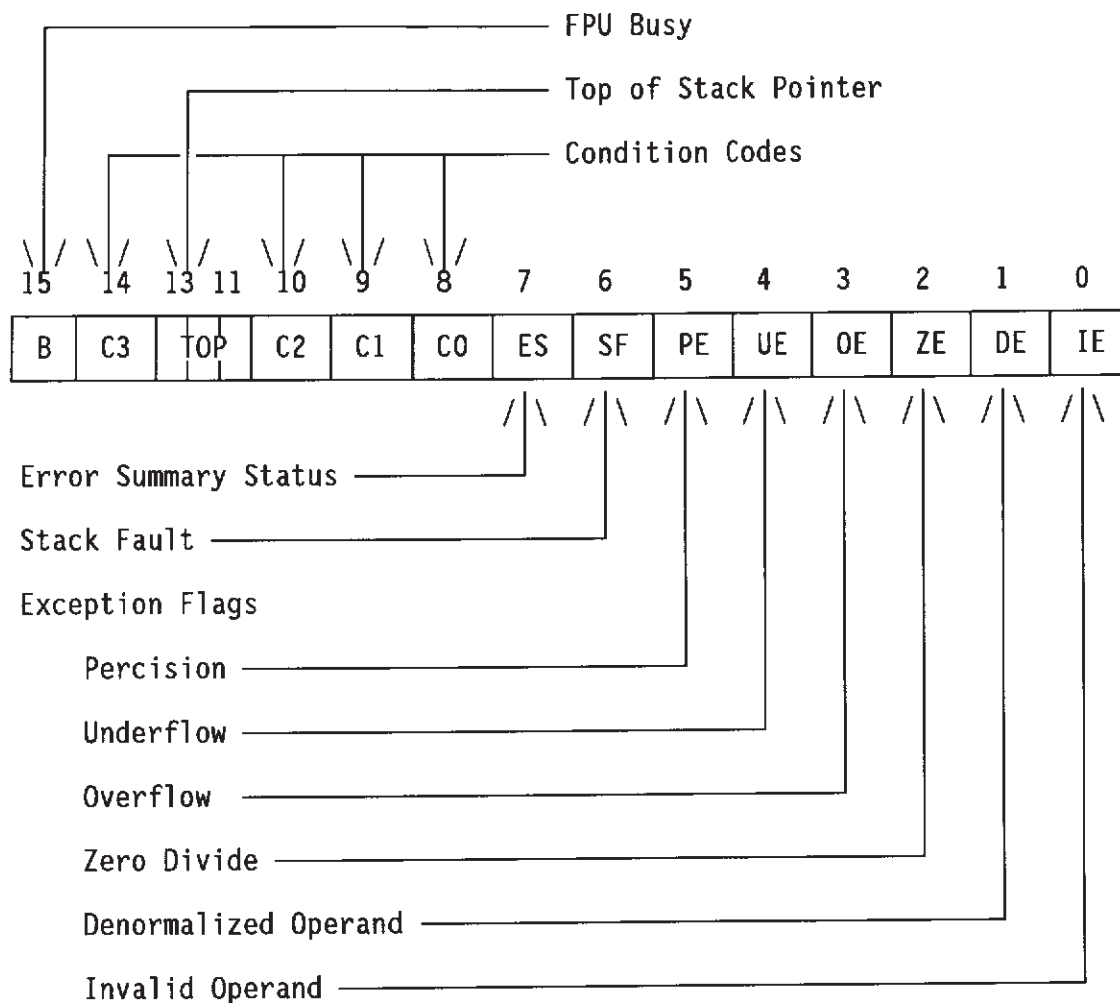 FPU Busy
Top of Stack Pointer
Condition Codes
15 14 13 11 10 9 8 7 6 5 4 3 2 1 0
B C3 TOP C2 C1 C0 ES SF PE UE OE ZE DE IE
Error Summary Status
Stack Fault
Exception Flags
Percision
Underflow
Overflow
Zero Divide
Denormalized Operand
Invalid Operand